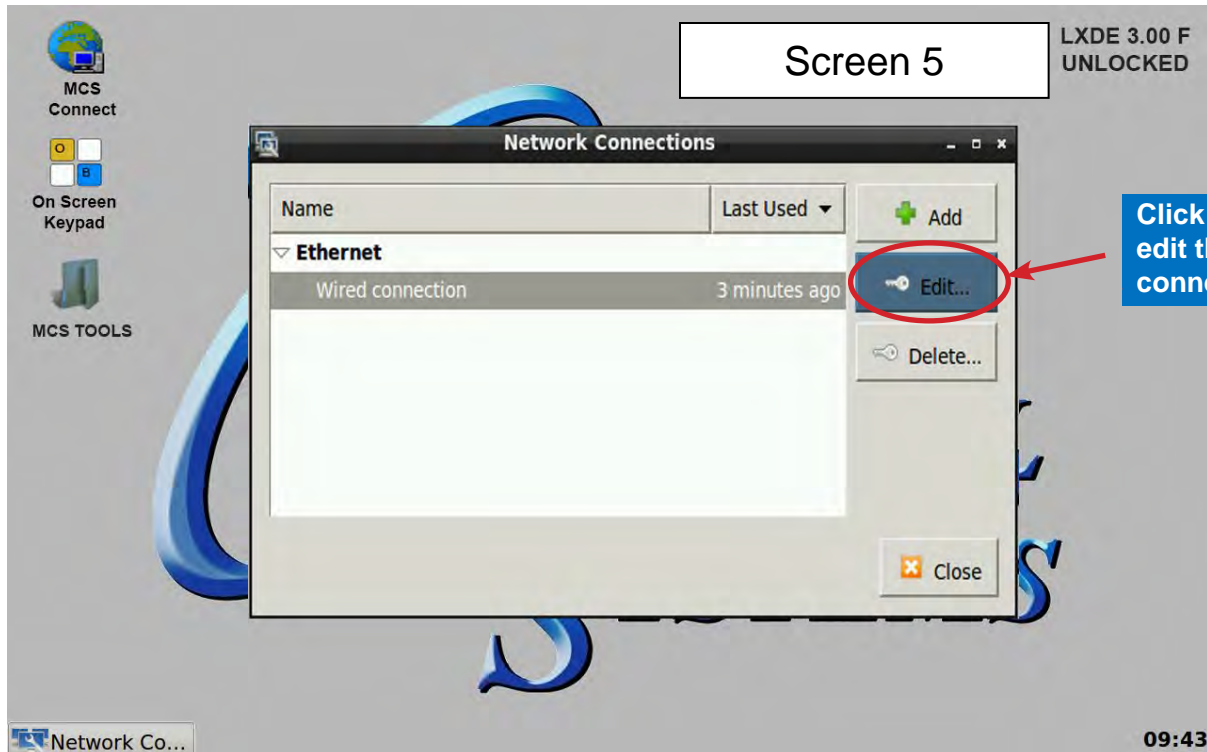 Screen 5
LXDE 3.00 F
UNLOCKED
MCS
Connect
O
B
On Screen
Keypad
MCS TOOLS
Network Connections
Name
Last Used
Add
Ethernet
Wired connection
3 minutes ago
Edit...
Delete...
Close
Click
edit
Network Co...
09:43